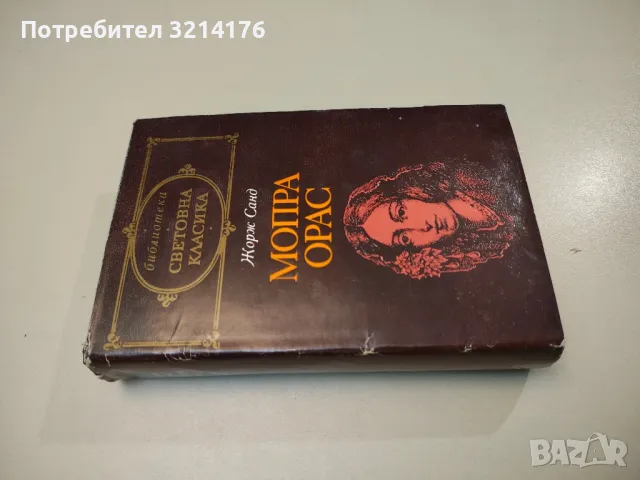 Потребител 3214176
библиотека
СВЕТОВНА
КЛАСИКА
Жорж Санд
МОПРА
ОРАС
BAZAR